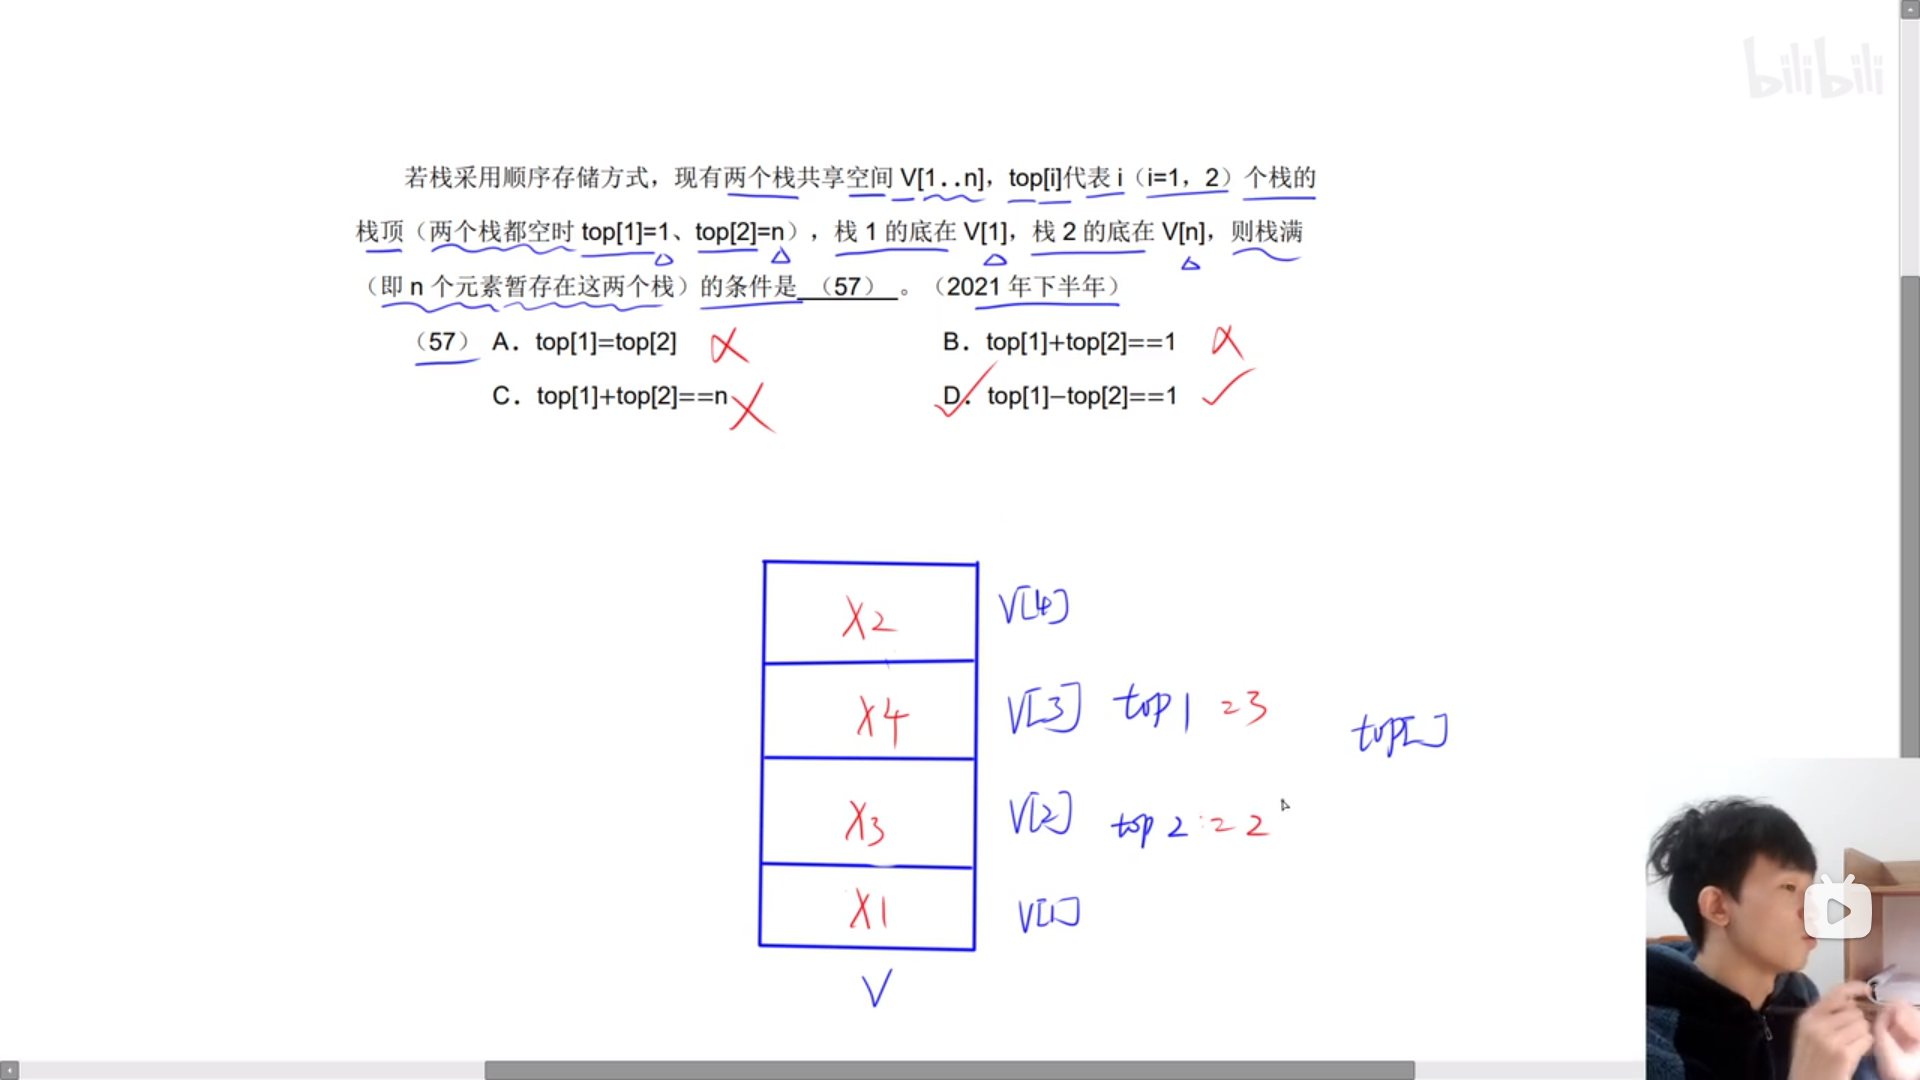 bilibili
若栈采用顺序存储方式，现有两个栈共享空间 V[1..n]，top[i]代表 i（i=1，2）个栈的
栈顶（两个栈都空时 top[1]=1、top[2]=n），栈 1 的底在 V[1]，栈 2 的底在 V[n]，则栈满
（即 n 个元素暂存在这两个栈）的条件是 （57） 。（2021 年下半年）
（57） A．top[1]=top[2] B．top[1]+top[2]==1
C．top[1]+top[2]==n D．top[1]−top[2]==1
X2 V[4]
X4 V[3] top1 =3
top[]
X3 V[2] top2 =2
X1 V[1]
V